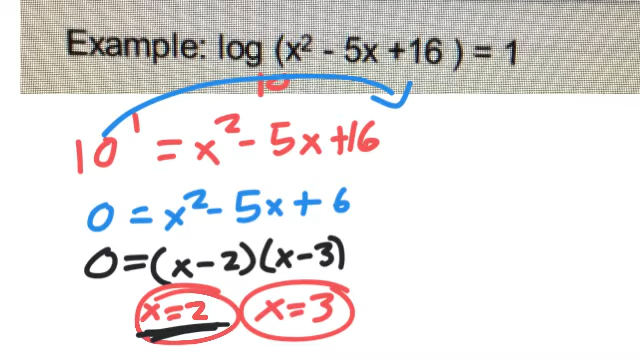 Example: log (x² - 5x +16 ) = 1
10
10¹ = x² - 5x+16
0 = x² - 5x + 6
0=(x-2)(x-3)
x=2 x=3